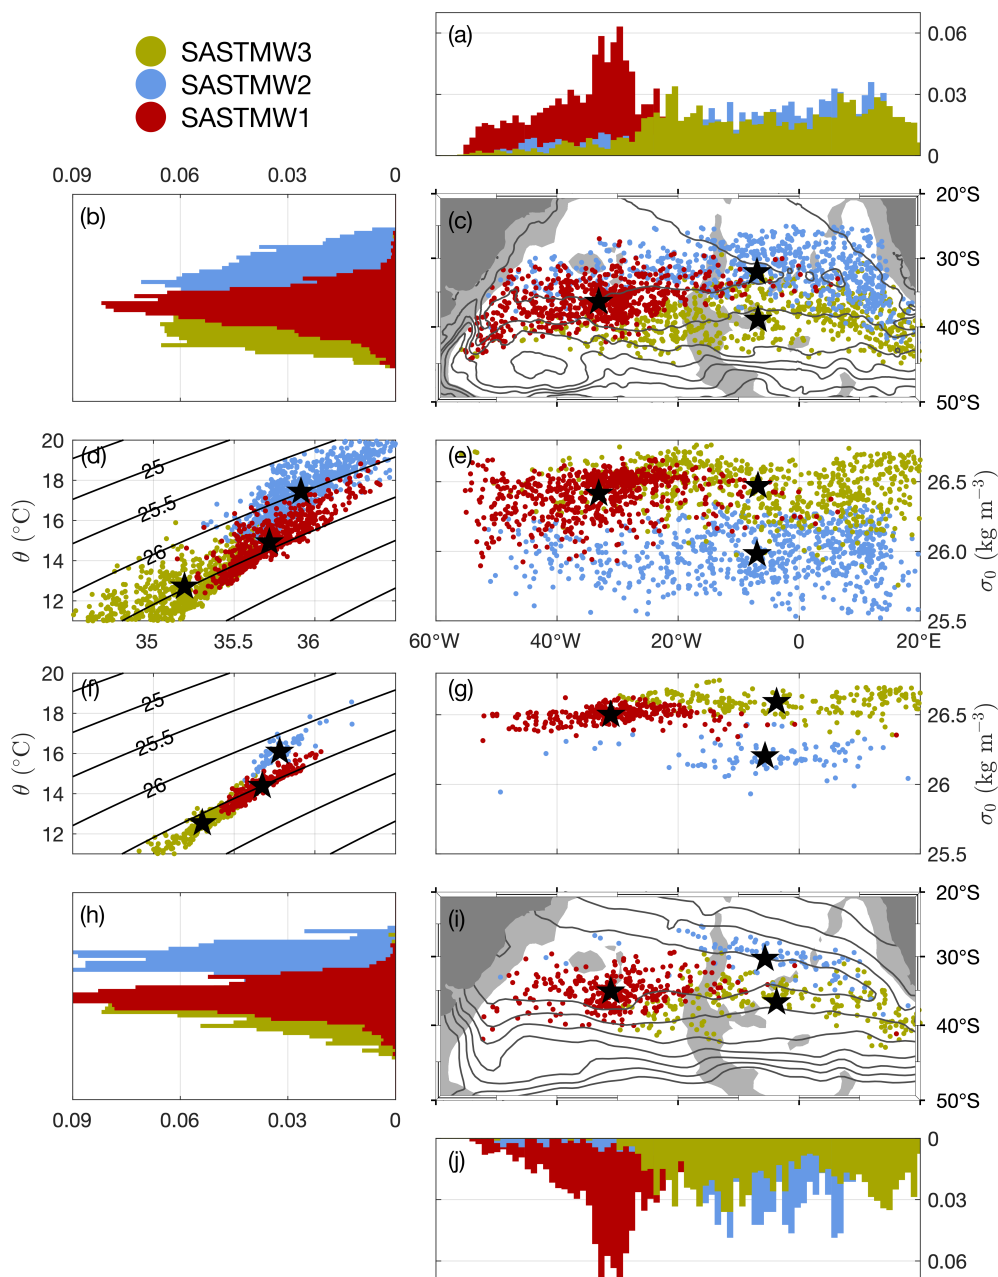 SASTMW3
SASTMW2
SASTMW1
(a)
0.06
0.03
0
0.09 0.06 0.03 0
(b)
(c)
20°S
30°S
40°S
50°S
20
18
16
14
12
θ (°C)
(d)
25
25.5
26
35 35.5 36
(e)
26.5
26.0
25.5
σ0 (kg m−3)
60°W 40°W 20°W 0 20°E
20
18
16
14
12
θ (°C)
(f)
25
25.5
26
(g)
26.5
26
25.5
σ0 (kg m−3)
(h)
0.09 0.06 0.03 0
(i)
20°S
30°S
40°S
50°S
(j)
0
0.03
0.06